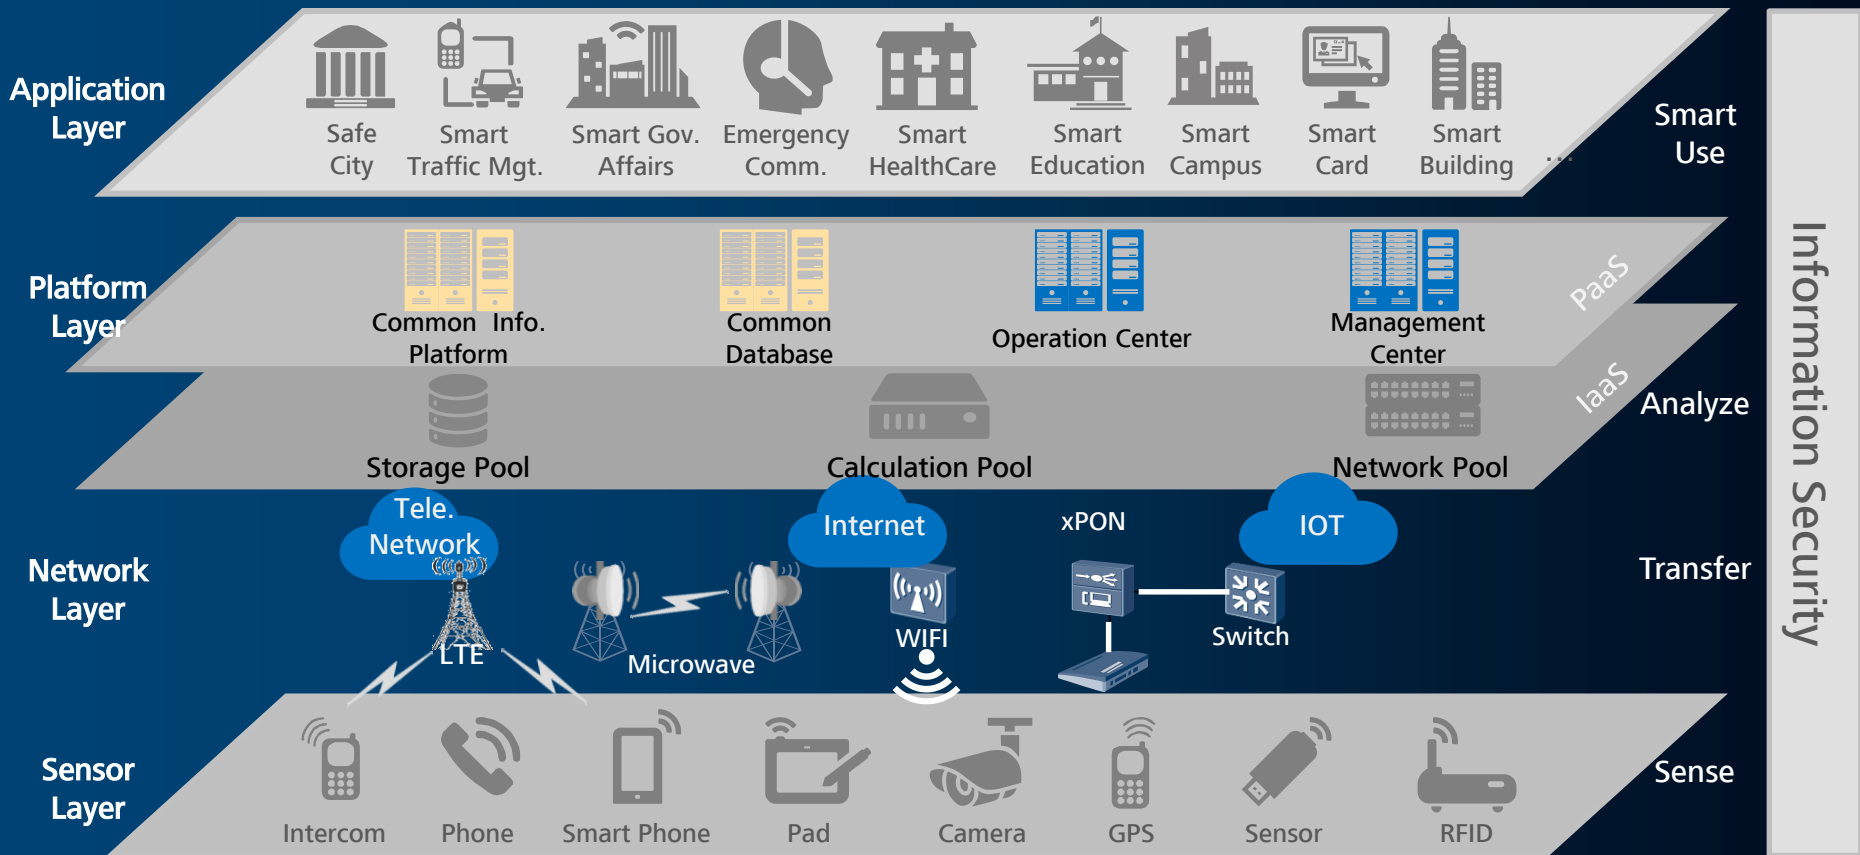 Application
Layer
Safe
City
Smart
Traffic Mgt.
Smart Gov.
Affairs
Emergency
Comm.
Smart
HealthCare
Smart
Education
Smart
Campus
Smart
Card
Smart
Building
...
Smart
Use
Platform
Layer
Common Info.
Platform
Common
Database
Operation Center
Management
Center
PaaS
Storage Pool
Calculation Pool
Network Pool
IaaS
Analyze
Network
Layer
Tele.
Network
LTE
Microwave
Internet
WIFI
xPON
IOT
Switch
Transfer
Sensor
Layer
Intercom
Phone
Smart Phone
Pad
Camera
GPS
Sensor
RFID
Sense
Information Security